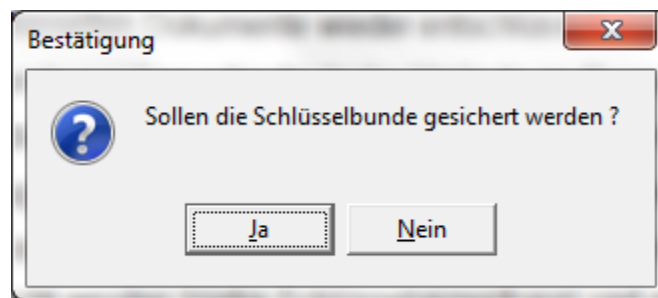 Bestätigung
Sollen die Schlüsselbunde gesichert werden ?
Ja
Nein